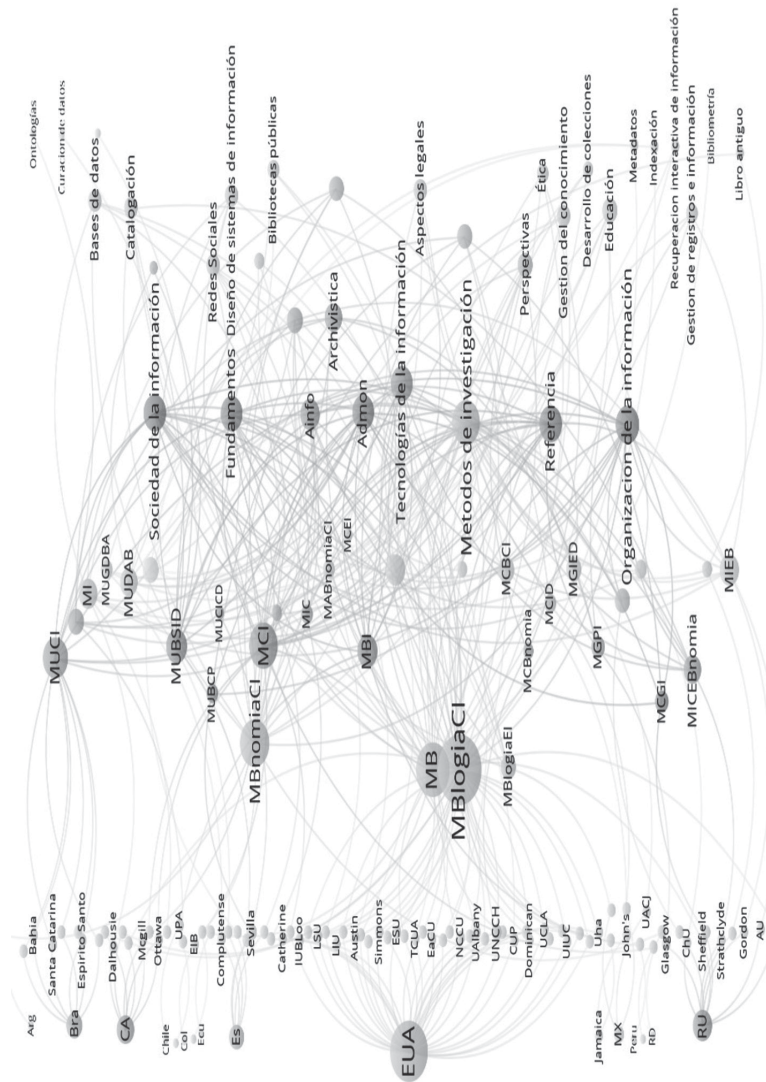 Arg
Bra
CA
Chile
Col
Ecu
Es
EUA
Jamaica
MX
Peru
RD
RU
Bahia
Santa Catarina
Espirito Santo
Dalhousie
Mcgill
Ottawa
UPA
EIB
Complutense
Sevilla
Catherine
IUBLoo
LSU
LIU
Austin
Simmons
ESU
TCUA
EaCU
NCCU
UAlbany
UNCCH
CUP
Dominican
UCLA
UIUC
Uha
John's
UACJ
Glasgow
ChU
Sheffield
Strathclyde
Gordon
AU
MUCI
MI
MUGDBA
MUDAB
MUBSID
MUCICD
MUBCP
MBnomiaCI
MCI
MIC
MABnomiaCI
MCEI
MBI
MB
MBlogiaCI
MBlogiaEI
MCBCI
MCBnomia
MCID
MGIED
MGPI
MCGI
MICEBnomia
MIEB
Sociedad de la información
Fundamentos
Ainfo
Archivistica
Admon
Tecnologías de la información
Metodos de investigación
Referencia
Organizacion de la información
Ontologías
Curacion de datos
Bases de datos
Catalogación
Redes Sociales
Diseño de sistemas de información
Bibliotecas públicas
Aspectos legales
Perspectivas
Ética
Gestion del conocimiento
Desarrollo de colecciones
Educación
Metadatos
Indexación
Recuperacion interactiva de información
Gestion de registros e información
Bibliometría
Libro antiguo